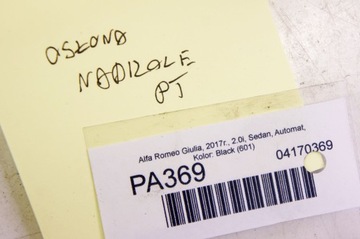 OSŁONA
NADKOLE
PT
Alfa Romeo Giulia, 2017r., 2.0i, Sedan, Automat,
Kolor: Black (601)
PA369
04170369